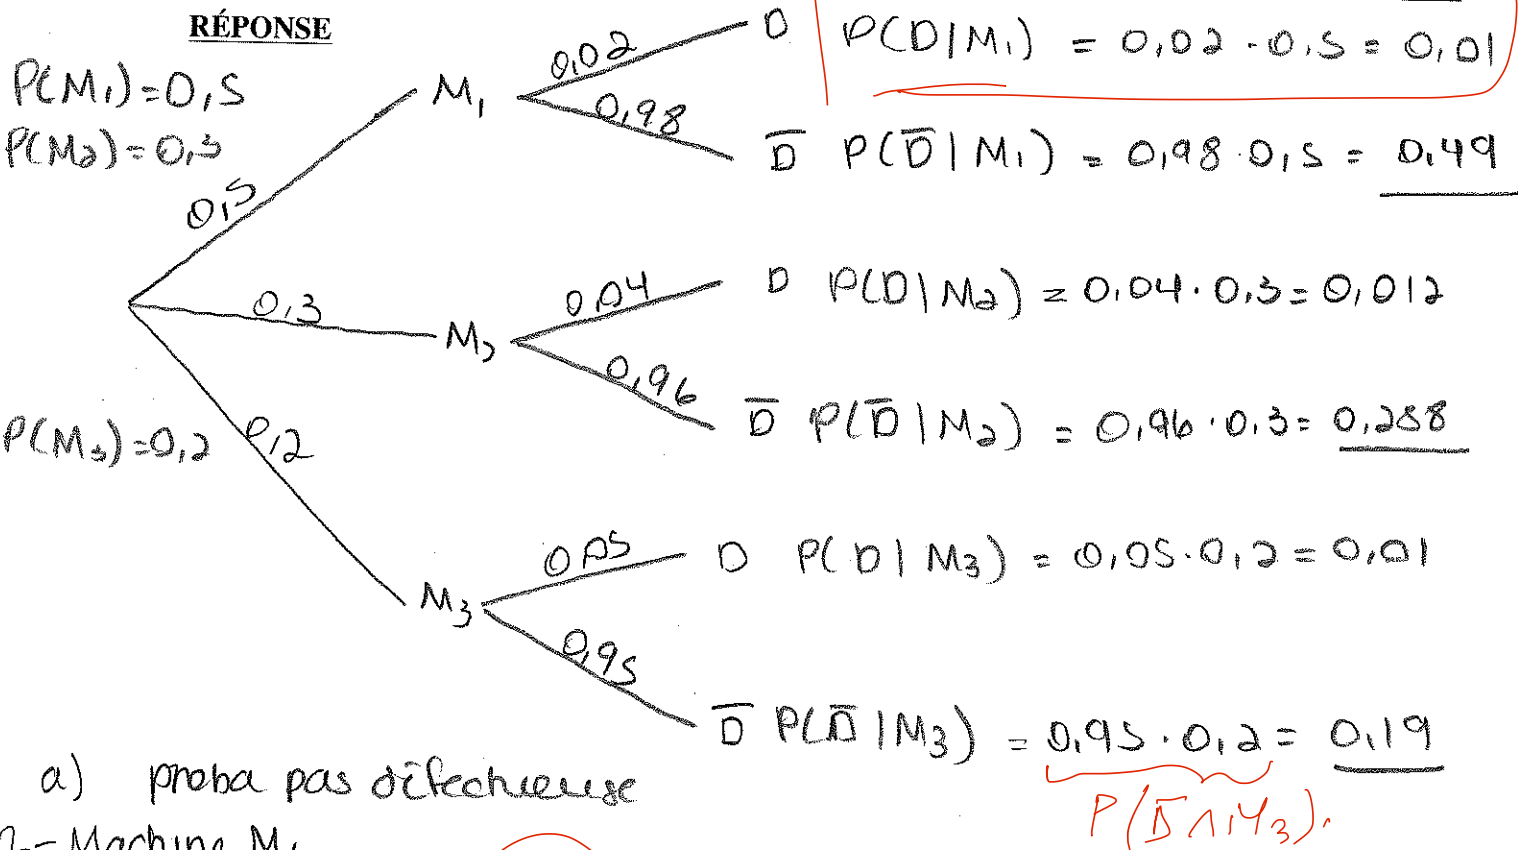 RÉPONSE
P(M₁)=0,5
P(M₂)=0,3
0,5
M₁
0,02
D P(D|M₁) = 0,02 · 0,5 = 0,01
0,98
D̅ P(D̅|M₁) = 0,98 · 0,5 = 0,49
0,3
M₂
0,04
D P(D|M₂) = 0,04 · 0,3 = 0,012
0,96
D̅ P(D̅|M₂) = 0,96 · 0,3 = 0,288
P(M₃)=0,2
0,2
M₃
0,05
D P(D|M₃) = 0,05 · 0,2 = 0,01
0,95
D̅ P(D̅|M₃) = 0,95 · 0,2 = 0,19
P(D̅∩M₃).
a) proba pas défectueuse
Machine M₁